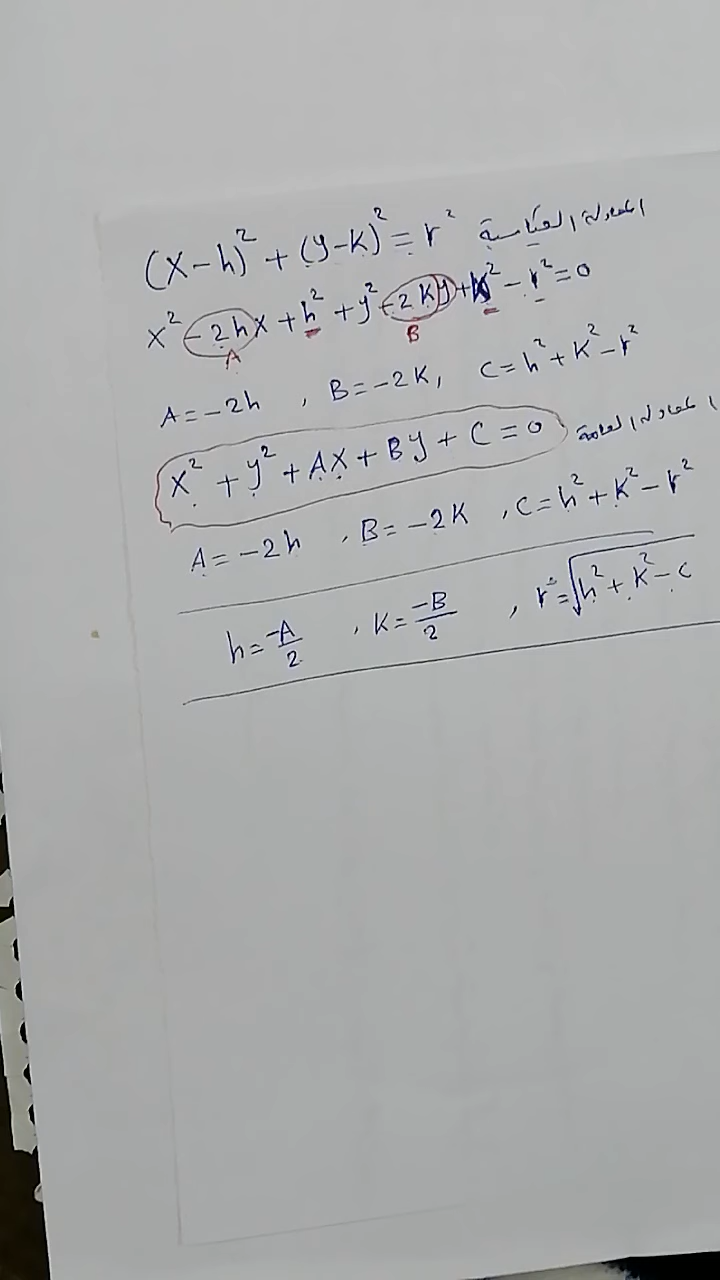 (x-h)² + (y-k)² = r² المعادلة القياسية
x² -2hx + h² + y² -2ky + k² - r² = 0
A B
A = -2h , B = -2k, C = h² + k² - r²
x² + y² + Ax + By + C = 0 المعادلة العامة
A = -2h , B = -2k , C = h² + k² - r²
h = -A/2 , k = -B/2 , r = √(h² + k² - c)